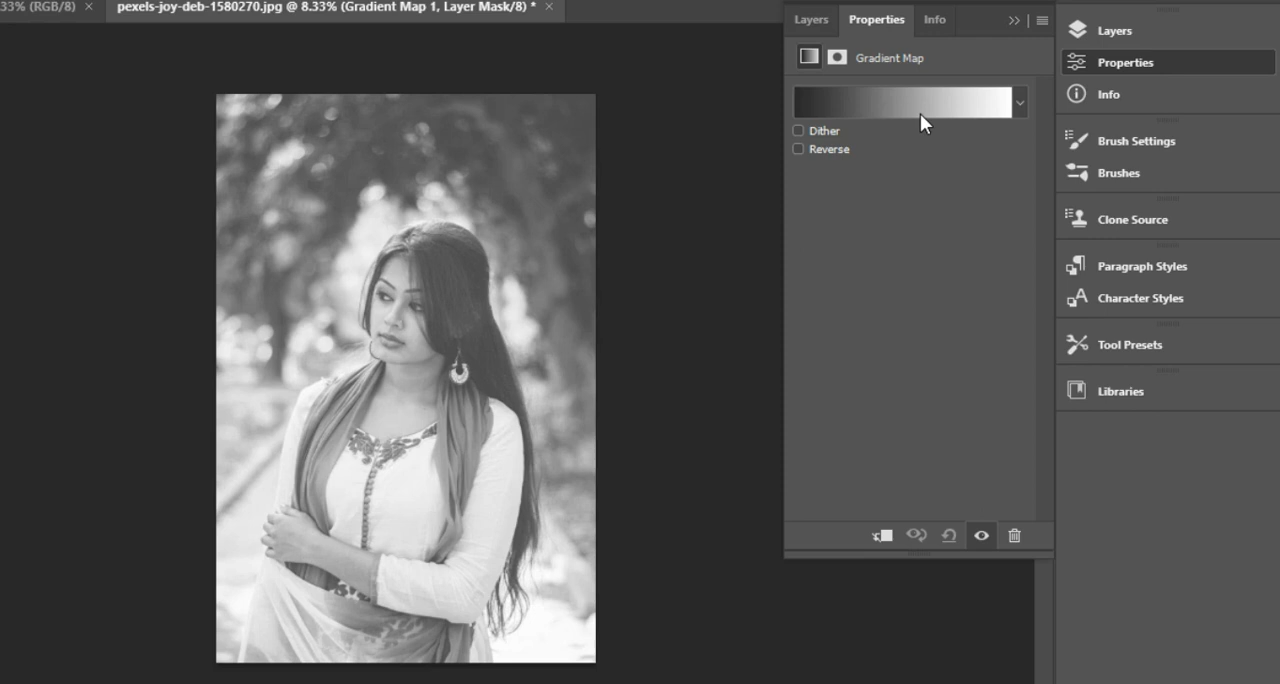 33% (RGB/8) × pexels-joy-deb-1580270.jpg @ 8.33% (Gradient Map 1, Layer Mask/8) * ×
Layers Properties Info
Gradient Map
Dither
Reverse
Layers
Properties
Info
Brush Settings
Brushes
Clone Source
Paragraph Styles
Character Styles
Tool Presets
Libraries